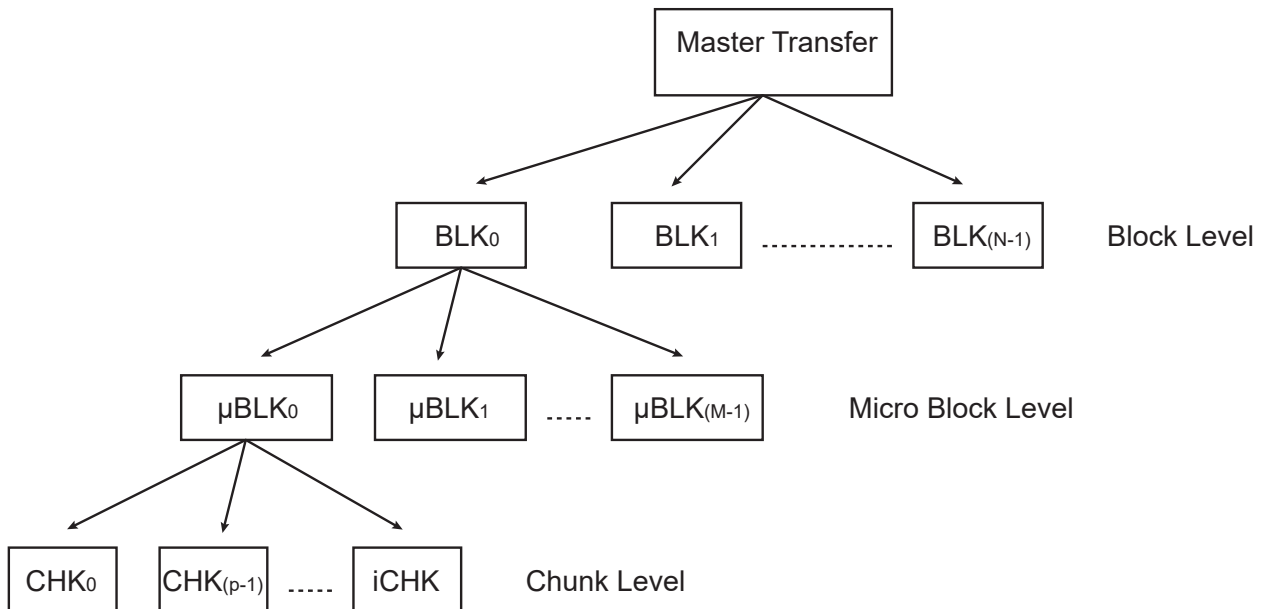 Master Transfer
BLK0
BLK1
BLK(N-1)
Block Level
µBLK0
µBLK1
µBLK(M-1)
Micro Block Level
CHK0
CHK(p-1)
iCHK
Chunk Level